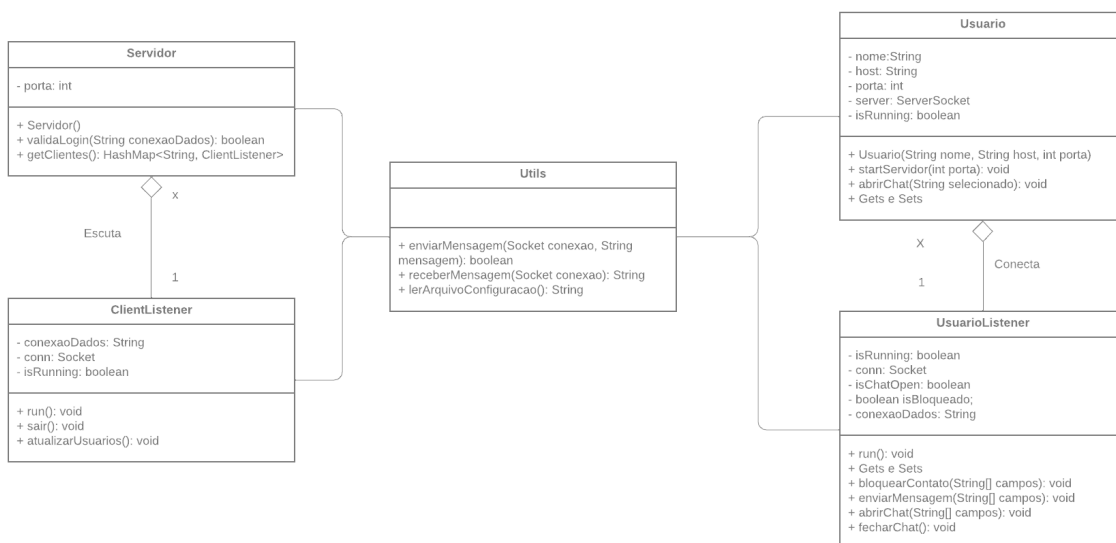 Servidor
- porta: int
+ Servidor()
+ validaLogin(String conexaoDados): boolean
+ getClientes(): HashMap<String, ClientListener>
x
Escuta
1
ClientListener
- conexaoDados: String
- conn: Socket
- isRunning: boolean
+ run(): void
+ sair(): void
+ atualizarUsuarios(): void
Utils
+ enviarMensagem(Socket conexao, String
mensagem): boolean
+ receberMensagem(Socket conexao): String
+ lerArquivoConfiguracao(): String
Usuario
- nome:String
- host: String
- porta: int
- server: ServerSocket
- isRunning: boolean
+ Usuario(String nome, String host, int porta)
+ startServidor(int porta): void
+ abrirChat(String selecionado): void
+ Gets e Sets
X
Conecta
1
UsuarioListener
- isRunning: boolean
- conn: Socket
- isChatOpen: boolean
- boolean isBloqueado;
- conexaoDados: String
+ run(): void
+ Gets e Sets
+ bloquearContato(String[] campos): void
+ enviarMensagem(String[] campos): void
+ abrirChat(String[] campos): void
+ fecharChat(): void